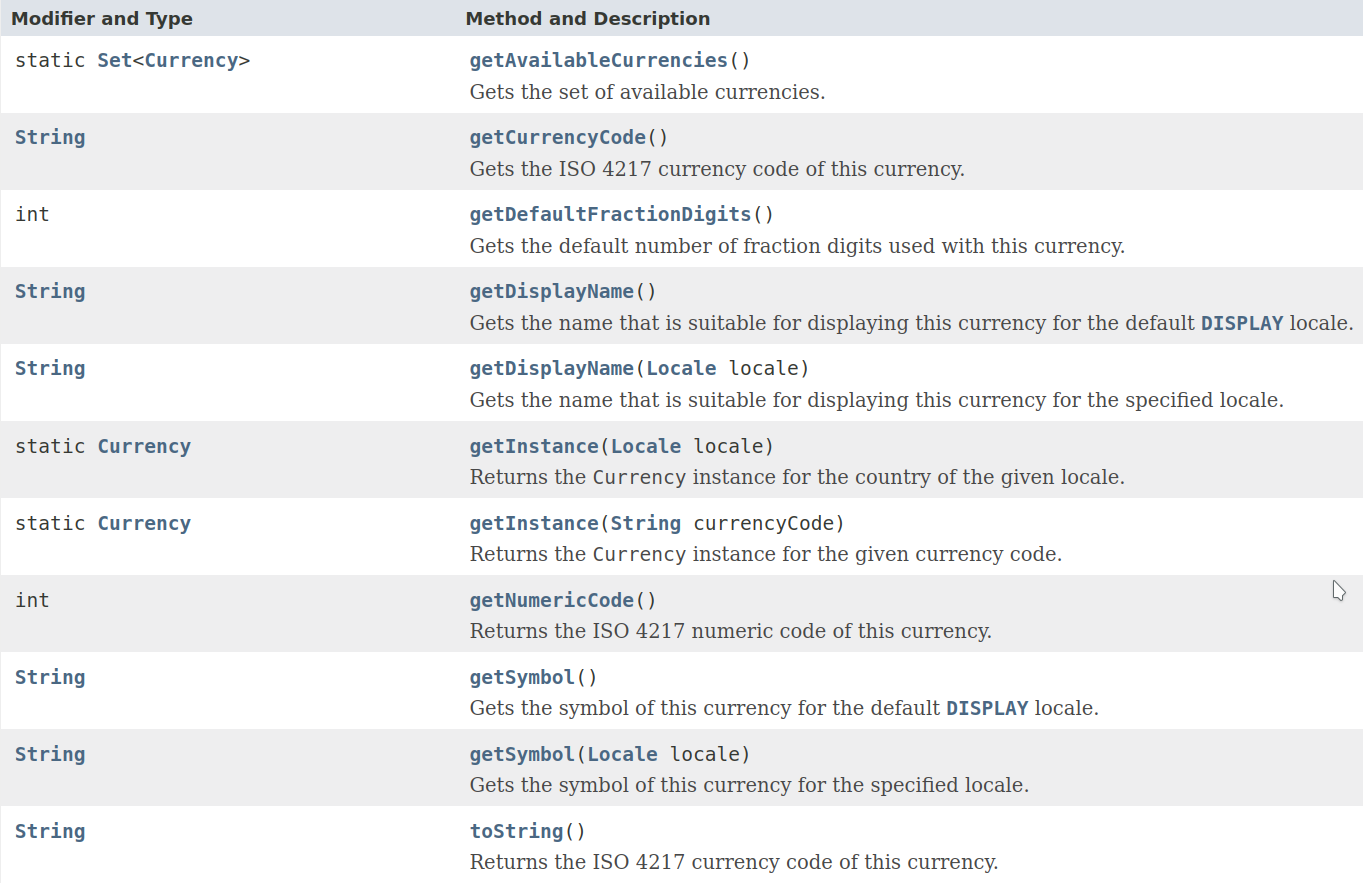 Modifier and Type Method and Description
static Set<Currency> getAvailableCurrencies()
Gets the set of available currencies.
String getCurrencyCode()
Gets the ISO 4217 currency code of this currency.
int getDefaultFractionDigits()
Gets the default number of fraction digits used with this currency.
String getDisplayName()
Gets the name that is suitable for displaying this currency for the default DISPLAY locale.
String getDisplayName(Locale locale)
Gets the name that is suitable for displaying this currency for the specified locale.
static Currency getInstance(Locale locale)
Returns the Currency instance for the country of the given locale.
static Currency getInstance(String currencyCode)
Returns the Currency instance for the given currency code.
int getNumericCode()
Returns the ISO 4217 numeric code of this currency.
String getSymbol()
Gets the symbol of this currency for the default DISPLAY locale.
String getSymbol(Locale locale)
Gets the symbol of this currency for the specified locale.
String toString()
Returns the ISO 4217 currency code of this currency.